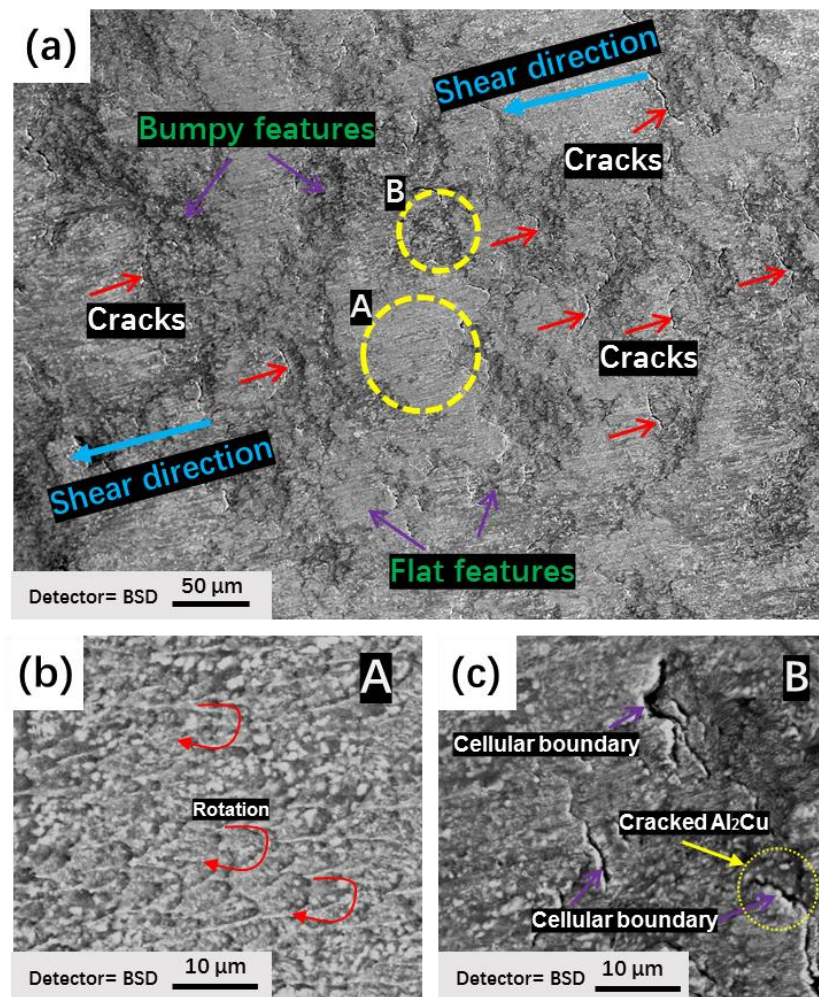 (a)
Shear direction
Bumpy features
Cracks
B
Cracks
A
Cracks
Shear direction
Flat features
Detector= BSD 50 μm
(b)
A
Rotation
Detector= BSD 10 μm
(c)
B
Cellular boundary
Cracked Al₂Cu
Cellular boundary
Detector= BSD 10 μm